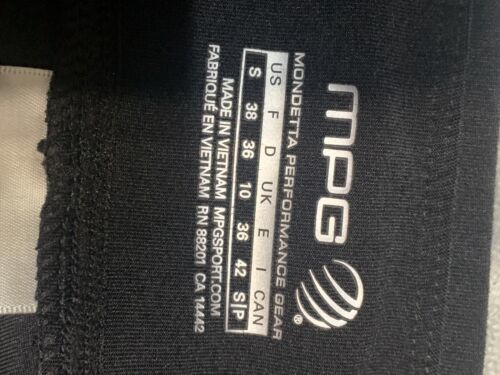 MPG®
MONDETTA PERFORMANCE GEAR
US F D UK E I CAN
S 38 36 10 36 42 S|P
MADE IN VIETNAM MPGSPORT.COM
FABRIQUÉ EN VIETNAM RN 88201 CA 14442